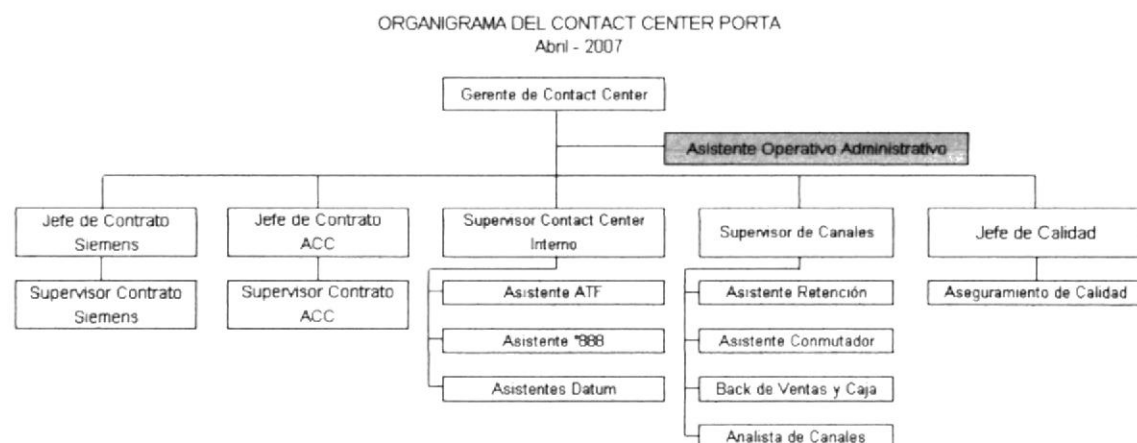 ORGANIGRAMA DEL CONTACT CENTER PORTA
Abril - 2007
Gerente de Contact Center
Asistente Operativo Administrativo
Jefe de Contrato
Siemens
Jefe de Contrato
ACC
Supervisor Contact Center
Interno
Supervisor de Canales
Jefe de Calidad
Supervisor Contrato
Siemens
Supervisor Contrato
ACC
Asistente ATF
Asistente Retención
Aseguramiento de Calidad
Asistente *888
Asistente Conmutador
Asistentes Datum
Back de Ventas y Caja
Analista de Canales